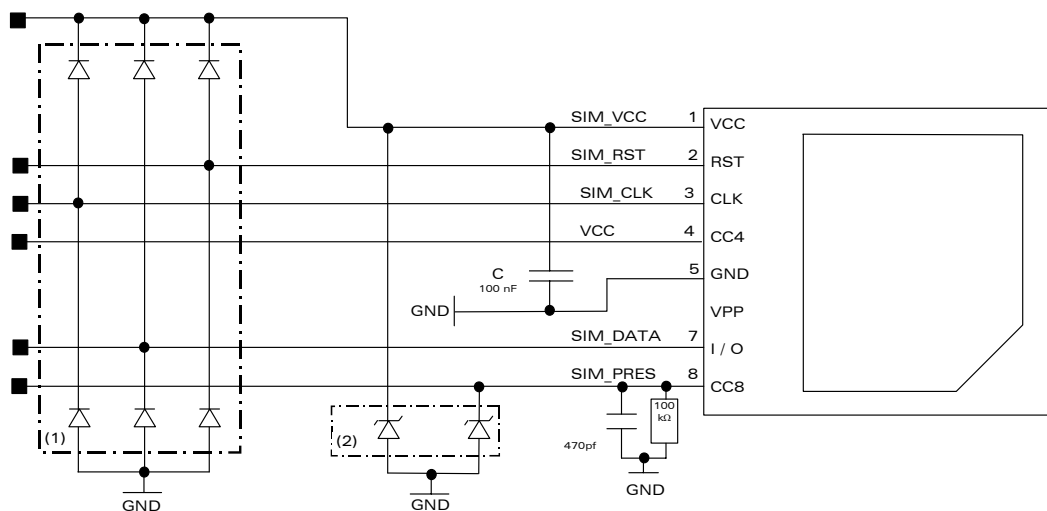 SIM_VCC 1 VCC
SIM_RST 2 RST
SIM_CLK 3 CLK
VCC 4 CC4
5 GND
C
100 nF
GND
VPP
SIM_DATA 7 I / O
SIM_PRES 8 CC8
(1)
(2)
470pf
100
kΩ
GND
GND
GND